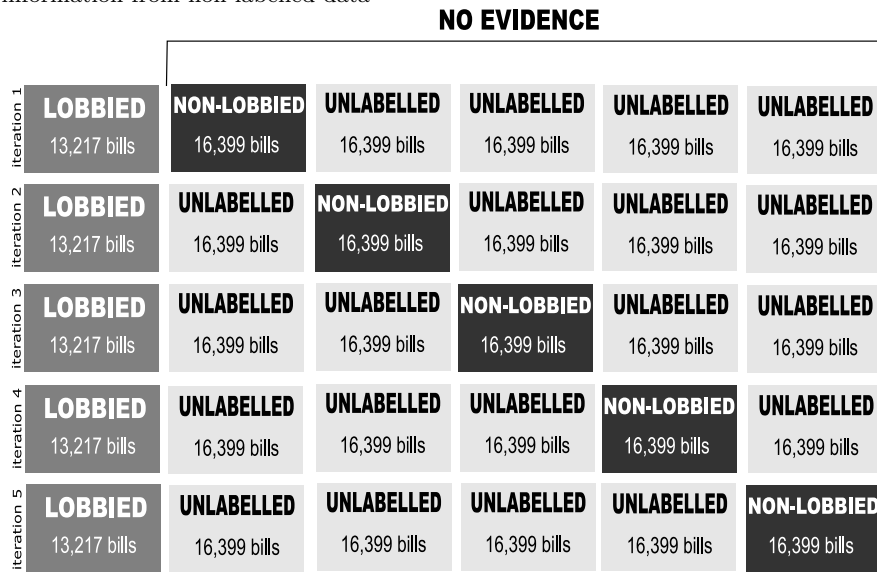 information from non-labelled data
NO EVIDENCE
iteration 1
LOBBIED NON-LOBBIED UNLABELLED UNLABELLED UNLABELLED UNLABELLED
13,217 bills 16,399 bills 16,399 bills 16,399 bills 16,399 bills 16,399 bills
iteration 2
LOBBIED UNLABELLED NON-LOBBIED UNLABELLED UNLABELLED UNLABELLED
13,217 bills 16,399 bills 16,399 bills 16,399 bills 16,399 bills 16,399 bills
iteration 3
LOBBIED UNLABELLED UNLABELLED NON-LOBBIED UNLABELLED UNLABELLED
13,217 bills 16,399 bills 16,399 bills 16,399 bills 16,399 bills 16,399 bills
iteration 4
LOBBIED UNLABELLED UNLABELLED UNLABELLED NON-LOBBIED UNLABELLED
13,217 bills 16,399 bills 16,399 bills 16,399 bills 16,399 bills 16,399 bills
iteration 5
LOBBIED UNLABELLED UNLABELLED UNLABELLED UNLABELLED NON-LOBBIED
13,217 bills 16,399 bills 16,399 bills 16,399 bills 16,399 bills 16,399 bills